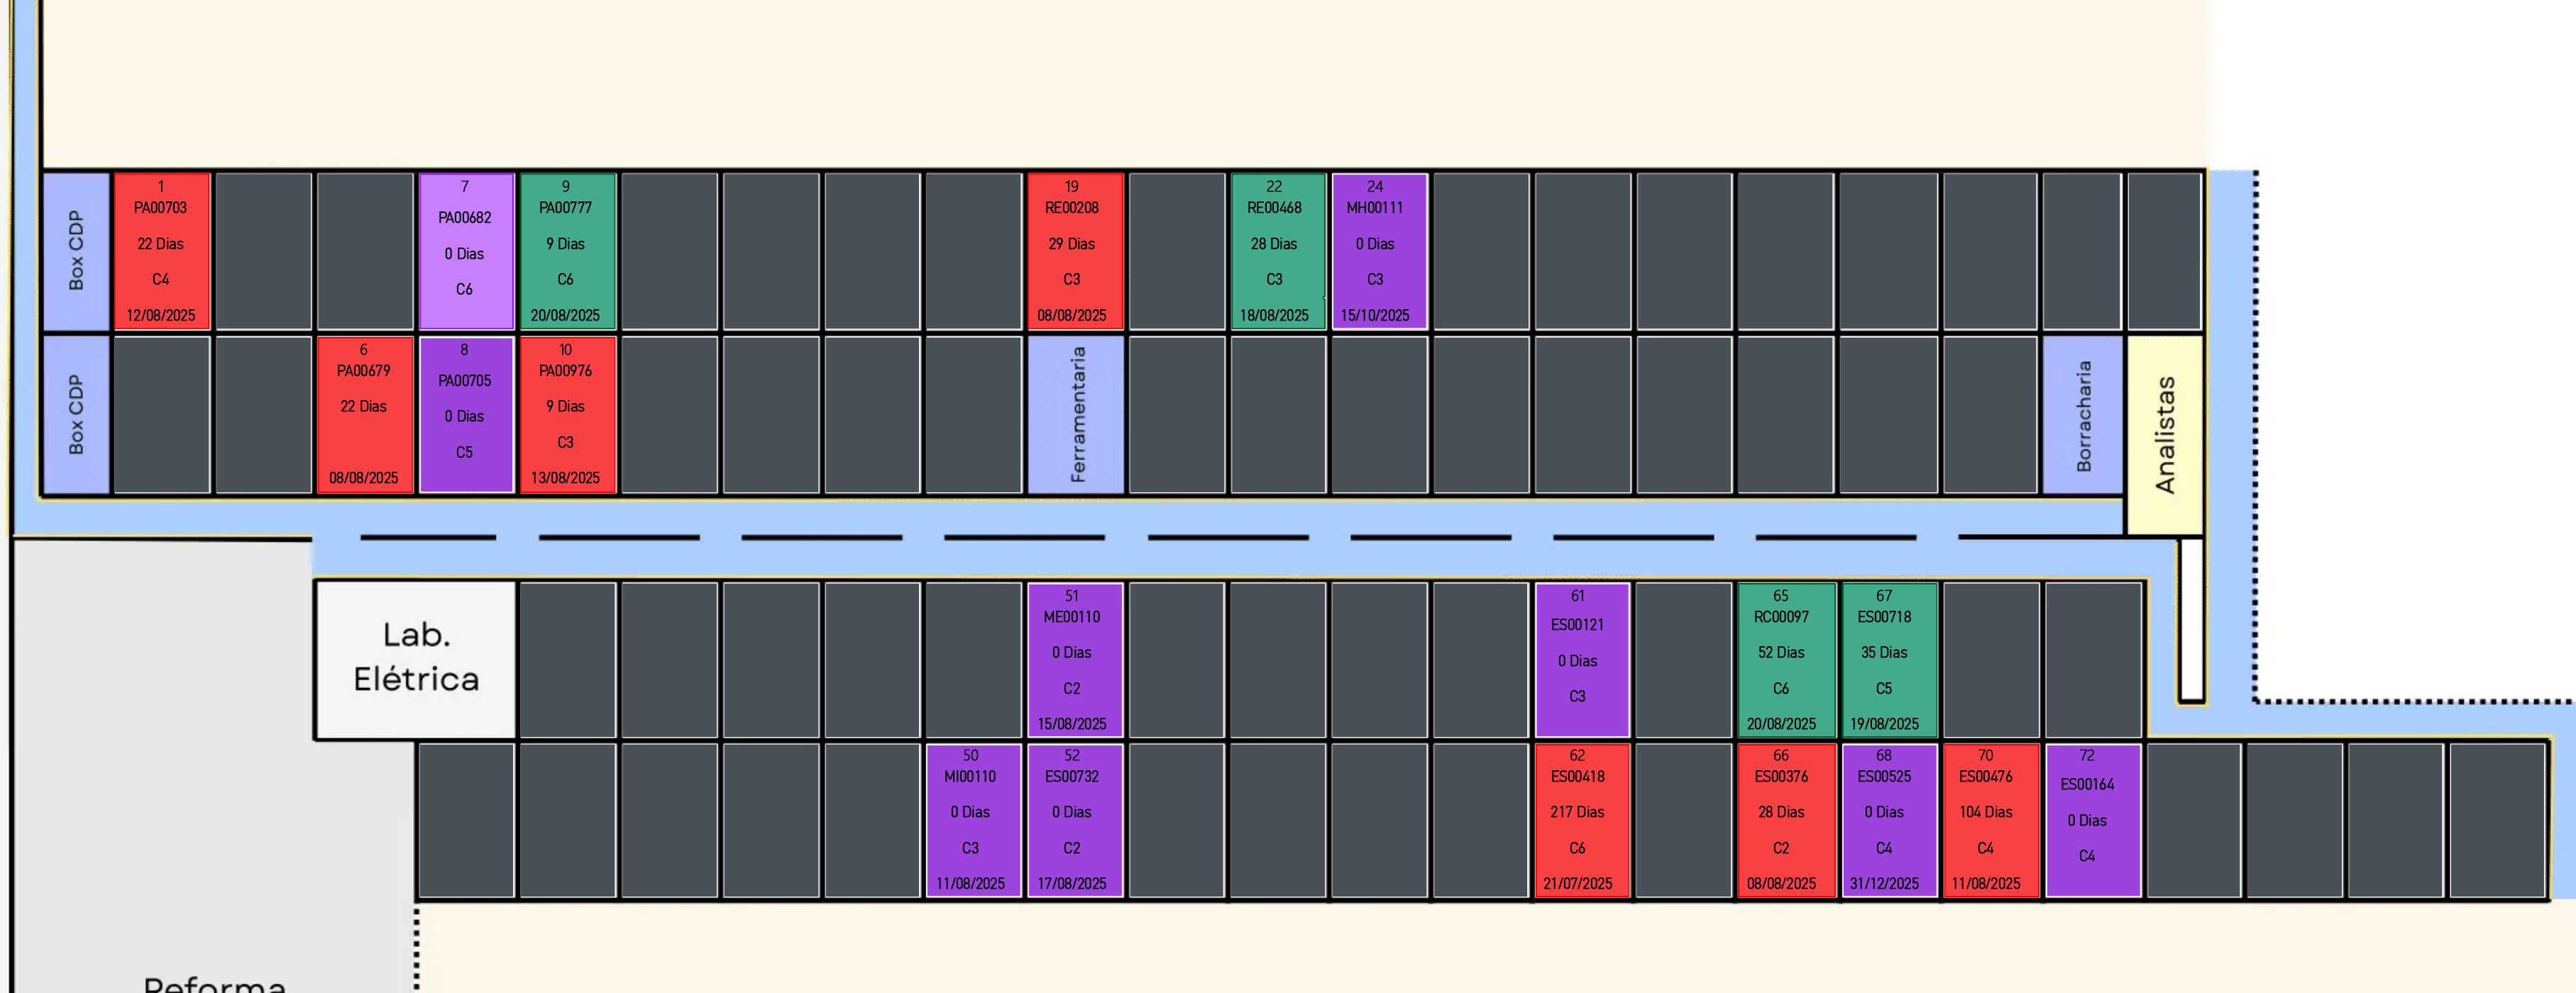 Box CDP
1
PA00703
22 Dias
C4
12/08/2025
7
PA00682
0 Dias
C6
9
PA00777
9 Dias
C6
20/08/2025
19
RE00208
29 Dias
C3
08/08/2025
22
RE00468
28 Dias
C3
18/08/2025
24
MH00111
0 Dias
C3
15/10/2025
Box CDP
6
PA00679
22 Dias
08/08/2025
8
PA00705
0 Dias
C5
10
PA00976
9 Dias
C3
13/08/2025
Ferramentaria
Borracharia
Analistas
Lab.
Elétrica
51
ME00110
0 Dias
C2
15/08/2025
61
ES00121
0 Dias
C3
65
RC00097
52 Dias
C6
20/08/2025
67
ES00718
35 Dias
C5
19/08/2025
50
MI00110
0 Dias
C3
11/08/2025
52
ES00732
0 Dias
C2
17/08/2025
62
ES00418
217 Dias
C6
21/07/2025
66
ES00376
28 Dias
C2
08/08/2025
68
ES00525
0 Dias
C4
31/12/2025
70
ES00476
104 Dias
C4
11/08/2025
72
ES00164
0 Dias
C4
Reforma